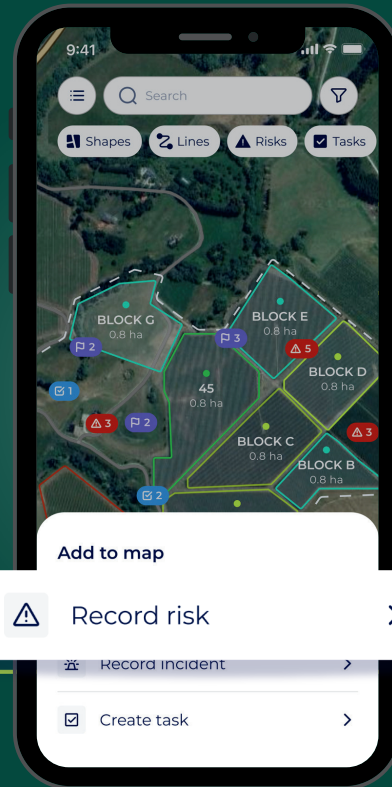 9:41
Search
Shapes
Lines
Risks
Tasks
BLOCK G
0.8 ha
2
BLOCK E
0.8 ha
3
5
BLOCK D
0.8 ha
1
45
0.8 ha
3
2
BLOCK C
0.8 ha
3
BLOCK B
0.8 ha
2
Add to map
Record risk
Record incident
Create task